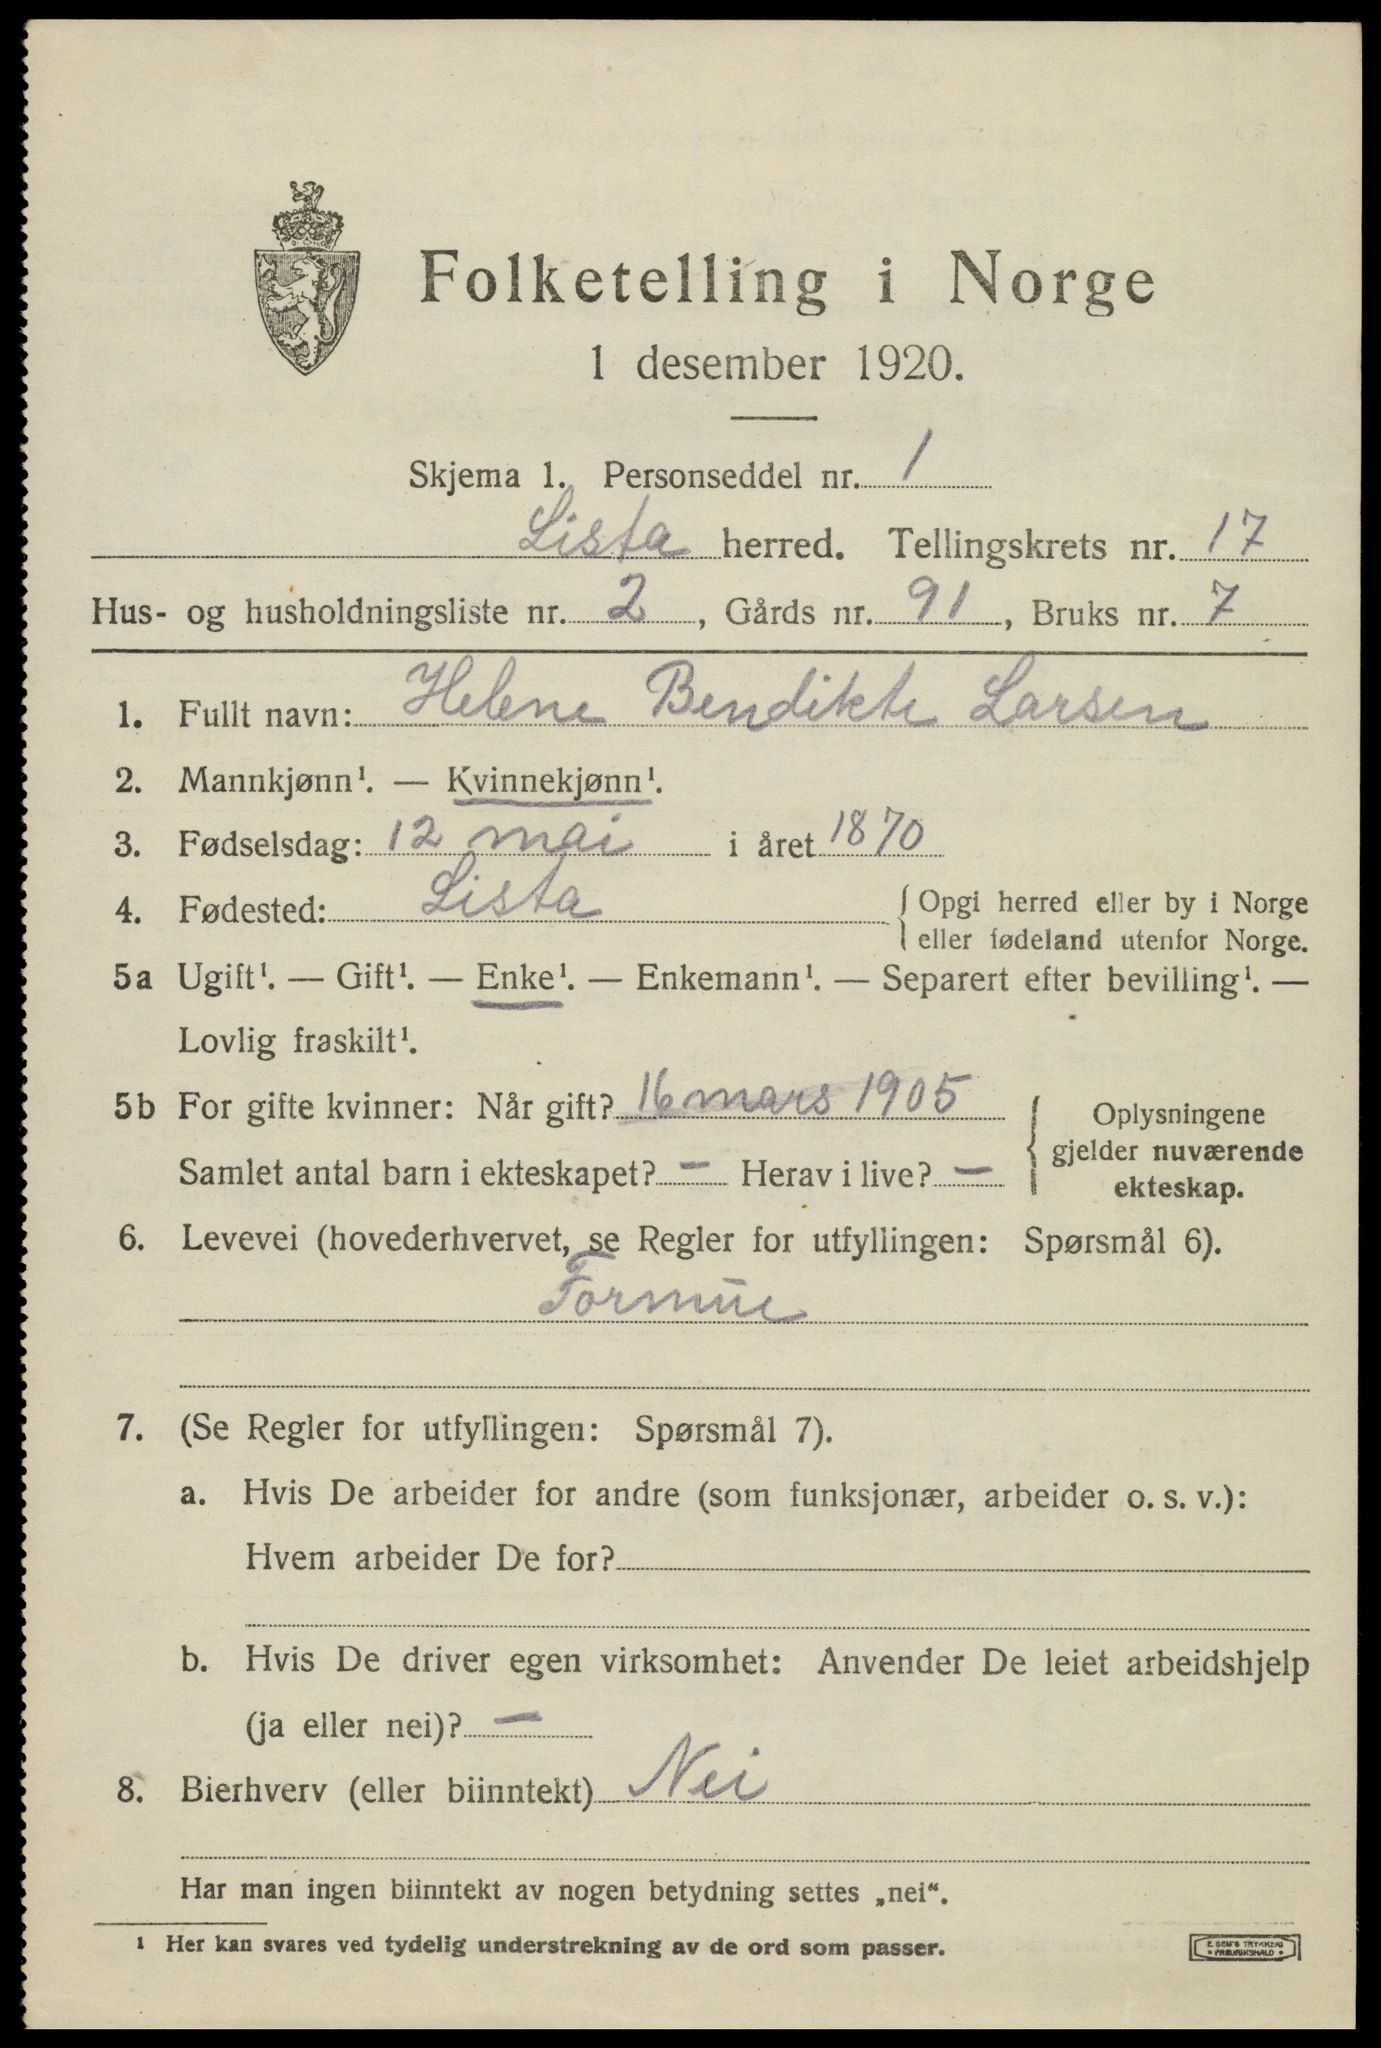 Folketelling i Norge
1 desember 1920.
Skjema 1. Personseddel nr. 1
Lista herred. Tellingskrets nr. 17
Hus- og husholdningsliste nr. 2, Gårds nr. 91, Bruks nr. 7
1. Fullt navn: Helene Bendikte Larsen
2. Mannkjønn¹. — Kvinnekjønn¹.
3. Fødselsdag: 12 mai i året 1870
4. Fødested: Lista { Opgi herred eller by i Norge
eller fødeland utenfor Norge.
5a Ugift¹. — Gift¹. — Enke¹. — Enkemann¹. — Separert efter bevilling¹. —
Lovlig fraskilt¹.
5b For gifte kvinner: Når gift? 16 mars 1905
Samlet antal barn i ekteskapet? — Herav i live? —
{ Oplysningene
gjelder nuværende
ekteskap.
6. Levevei (hovederhvervet, se Regler for utfyllingen: Spørsmål 6).
Formue
7. (Se Regler for utfyllingen: Spørsmål 7).
a. Hvis De arbeider for andre (som funksjonær, arbeider o. s. v.):
Hvem arbeider De for?
b. Hvis De driver egen virksomhet: Anvender De leiet arbeidshjelp
(ja eller nei)? —
8. Bierhverv (eller biinntekt) Nei
Har man ingen biinntekt av nogen betydning settes „nei“.
¹ Her kan svares ved tydelig understrekning av de ord som passer.
E. SEM'S TRYKKERI
• FREDRIKSHALD •